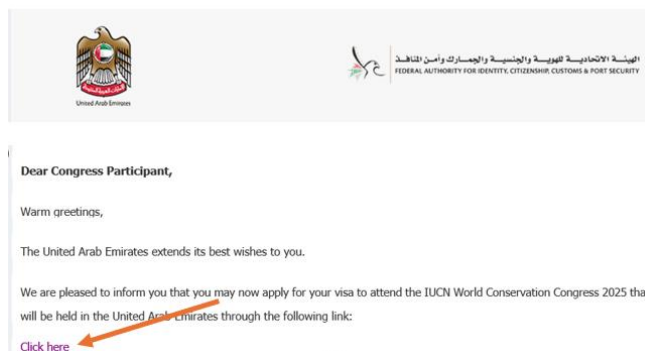 الهيئة الاتحادية للهوية والجنسية والجمارك وأمن المنافذ
FEDERAL AUTHORITY FOR IDENTITY, CITIZENSHIP, CUSTOMS & PORT SECURITY
United Arab Emirates
Dear Congress Participant,
Warm greetings,
The United Arab Emirates extends its best wishes to you.
We are pleased to inform you that you may now apply for your visa to attend the IUCN World Conservation Congress 2025 tha
will be held in the United Arab Emirates through the following link:
Click here